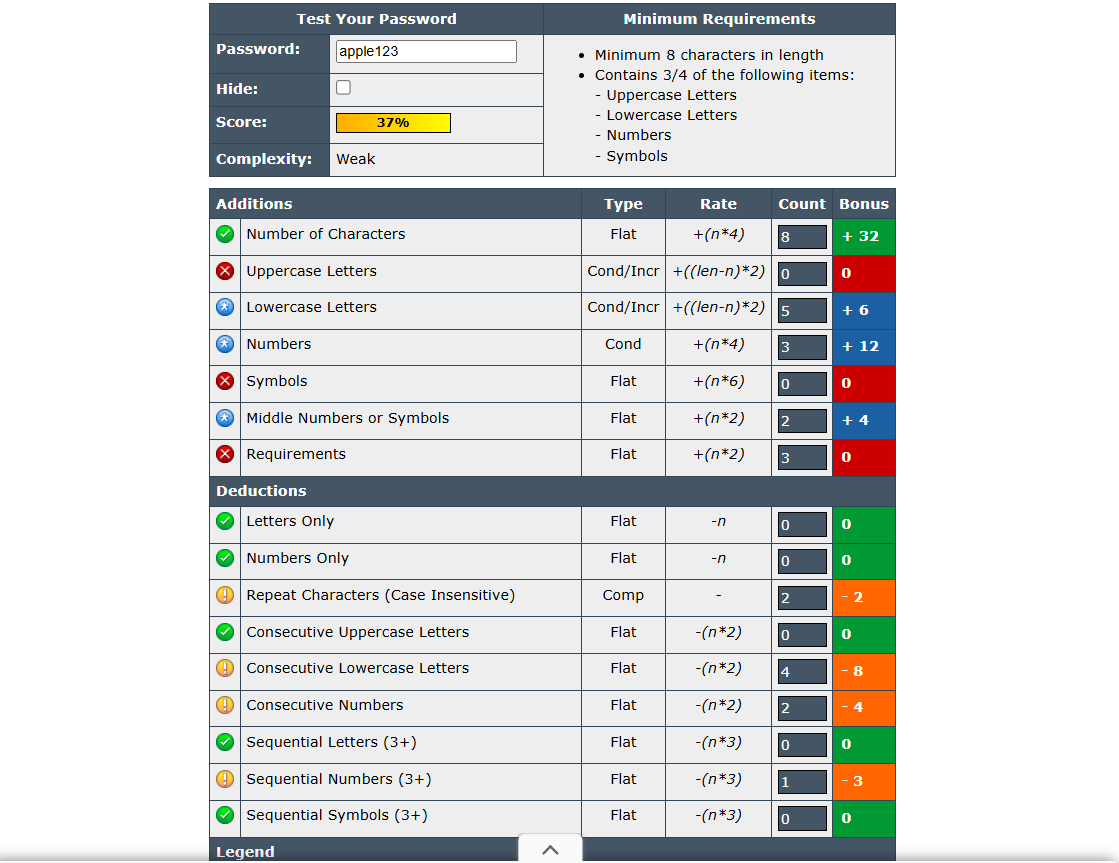 Test Your Password Minimum Requirements
Password: apple123
Hide:
Score: 37%
Complexity: Weak
• Minimum 8 characters in length
• Contains 3/4 of the following items:
- Uppercase Letters
- Lowercase Letters
- Numbers
- Symbols
Additions Type Rate Count Bonus
Number of Characters Flat +(n*4) 8 + 32
Uppercase Letters Cond/Incr +((len-n)*2) 0 0
Lowercase Letters Cond/Incr +((len-n)*2) 5 + 6
Numbers Cond +(n*4) 3 + 12
Symbols Flat +(n*6) 0 0
Middle Numbers or Symbols Flat +(n*2) 2 + 4
Requirements Flat +(n*2) 3 0
Deductions
Letters Only Flat -n 0 0
Numbers Only Flat -n 0 0
Repeat Characters (Case Insensitive) Comp - 2 - 2
Consecutive Uppercase Letters Flat -(n*2) 0 0
Consecutive Lowercase Letters Flat -(n*2) 4 - 8
Consecutive Numbers Flat -(n*2) 2 - 4
Sequential Letters (3+) Flat -(n*3) 0 0
Sequential Numbers (3+) Flat -(n*3) 1 - 3
Sequential Symbols (3+) Flat -(n*3) 0 0
Legend